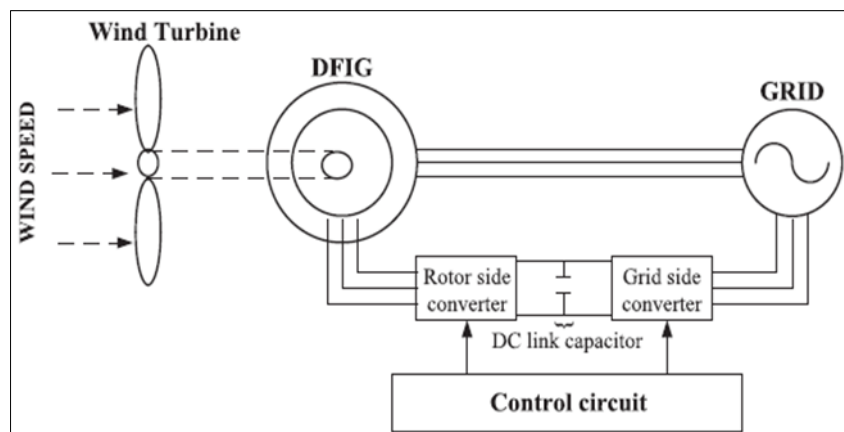 Wind Turbine
DFIG
GRID
WIND SPEED
Rotor side
converter
Grid side
converter
DC link capacitor
Control circuit